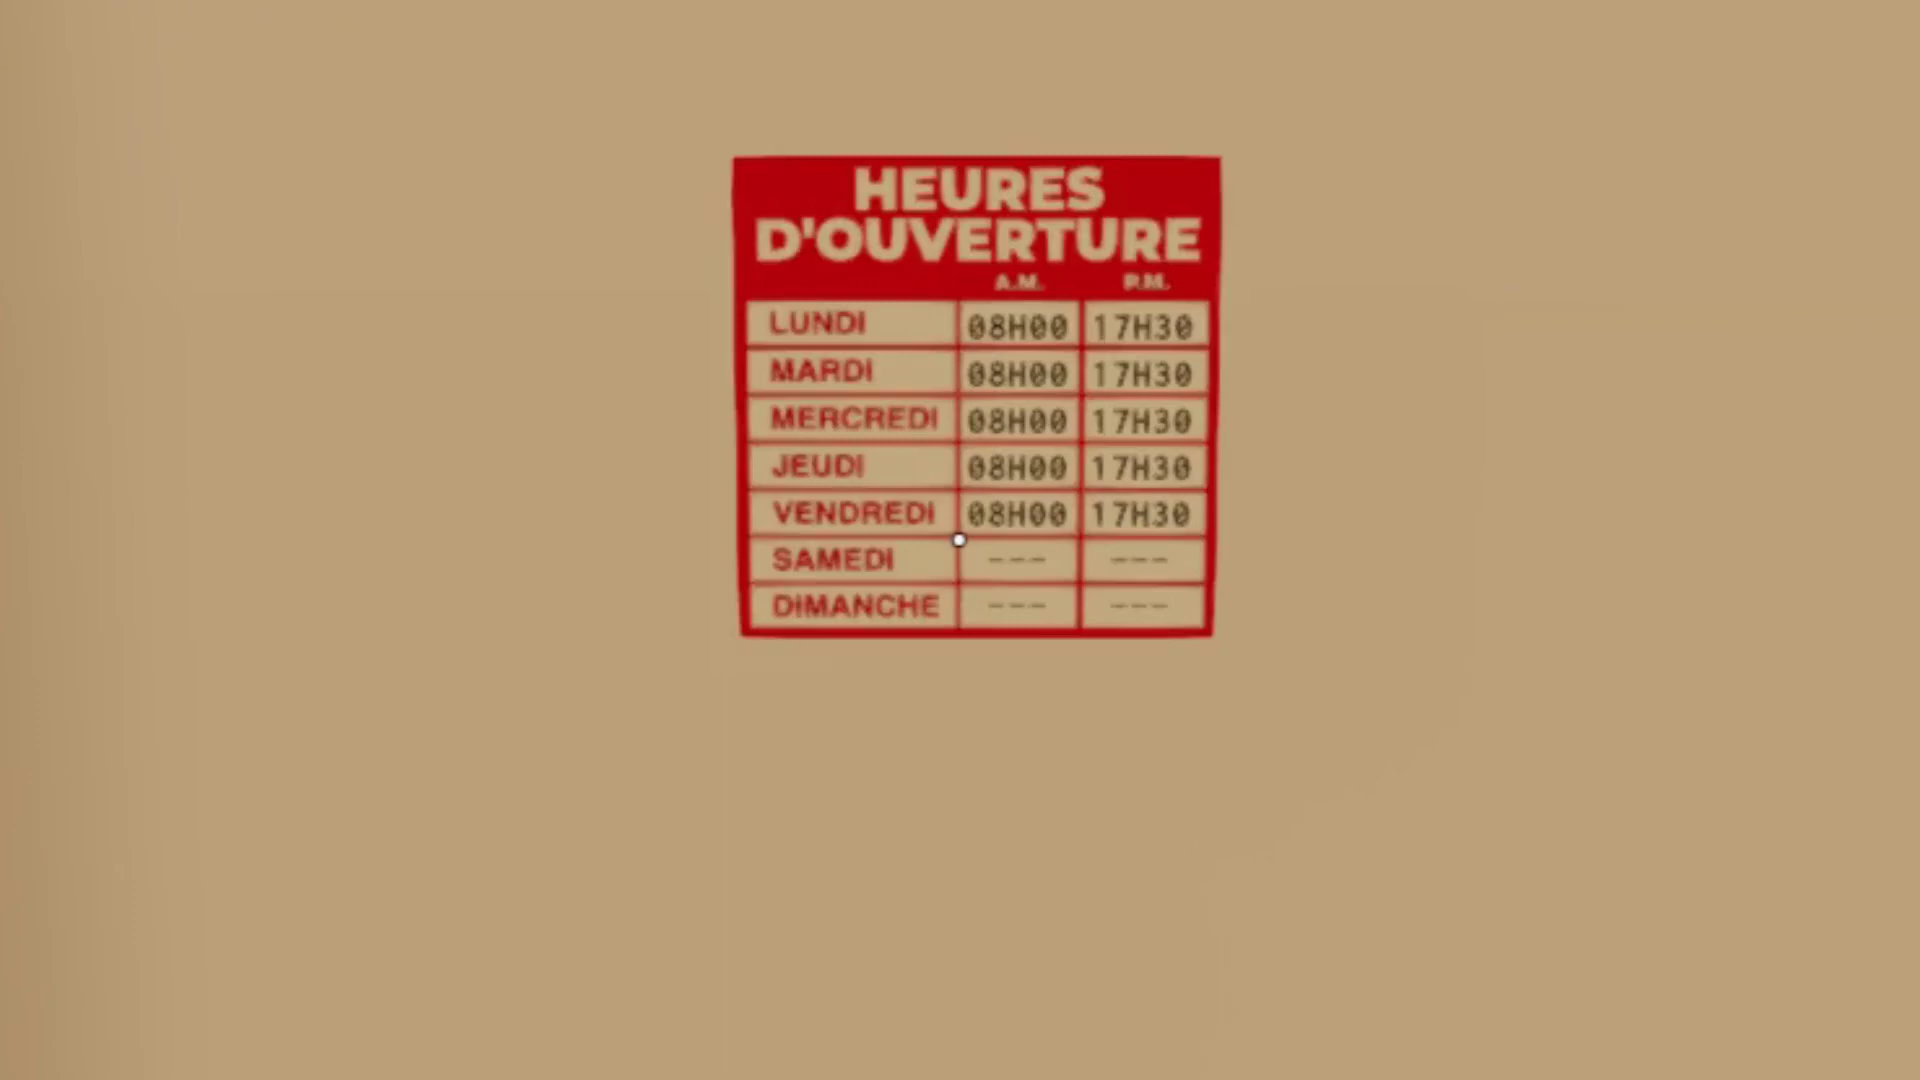 HEURES
D'OUVERTURE
A.M. P.M.
LUNDI 08H00 17H30
MARDI 08H00 17H30
MERCREDI 08H00 17H30
JEUDI 08H00 17H30
VENDREDI 08H00 17H30
SAMEDI --- ---
DIMANCHE --- ---